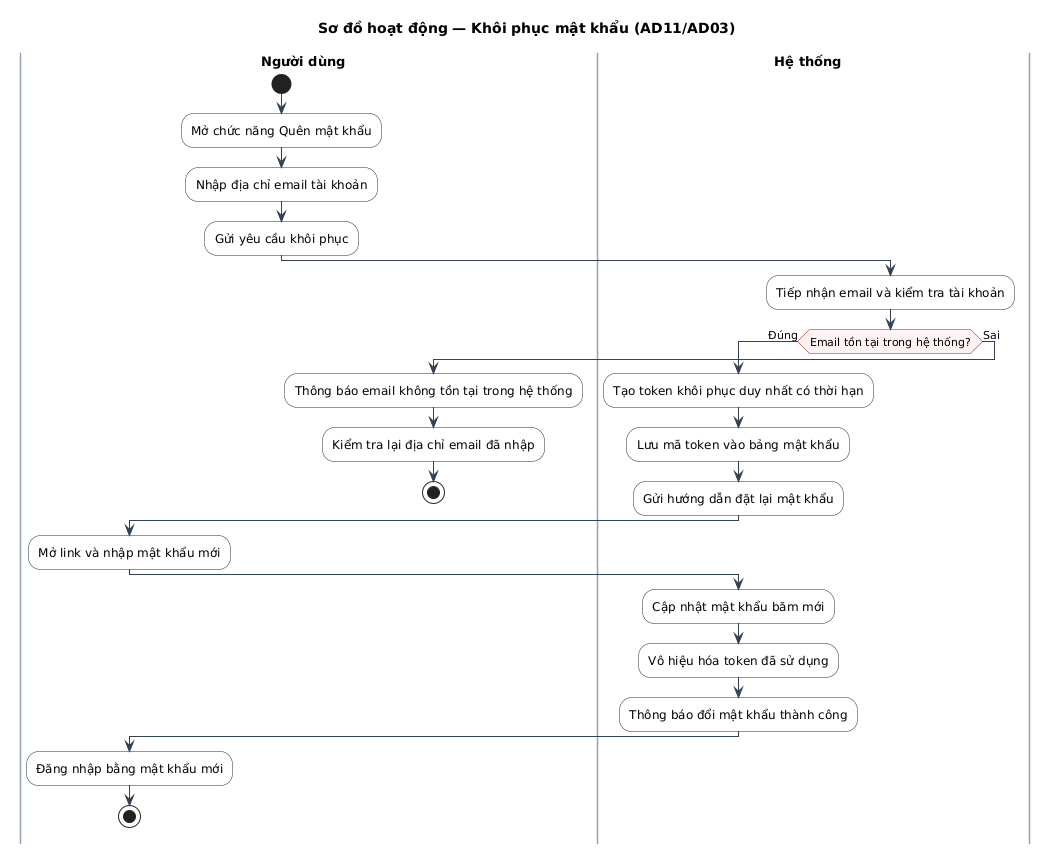 Sơ đồ hoạt động — Khôi phục mật khẩu (AD11/AD03)
Người dùng
Hệ thống
Mở chức năng Quên mật khẩu
Nhập địa chỉ email tài khoản
Gửi yêu cầu khôi phục
Tiếp nhận email và kiểm tra tài khoản
Đúng
Email tồn tại trong hệ thống?
Sai
Thông báo email không tồn tại trong hệ thống
Tạo token khôi phục duy nhất có thời hạn
Kiểm tra lại địa chỉ email đã nhập
Lưu mã token vào bảng mật khẩu
Gửi hướng dẫn đặt lại mật khẩu
Mở link và nhập mật khẩu mới
Cập nhật mật khẩu băm mới
Vô hiệu hóa token đã sử dụng
Thông báo đổi mật khẩu thành công
Đăng nhập bằng mật khẩu mới